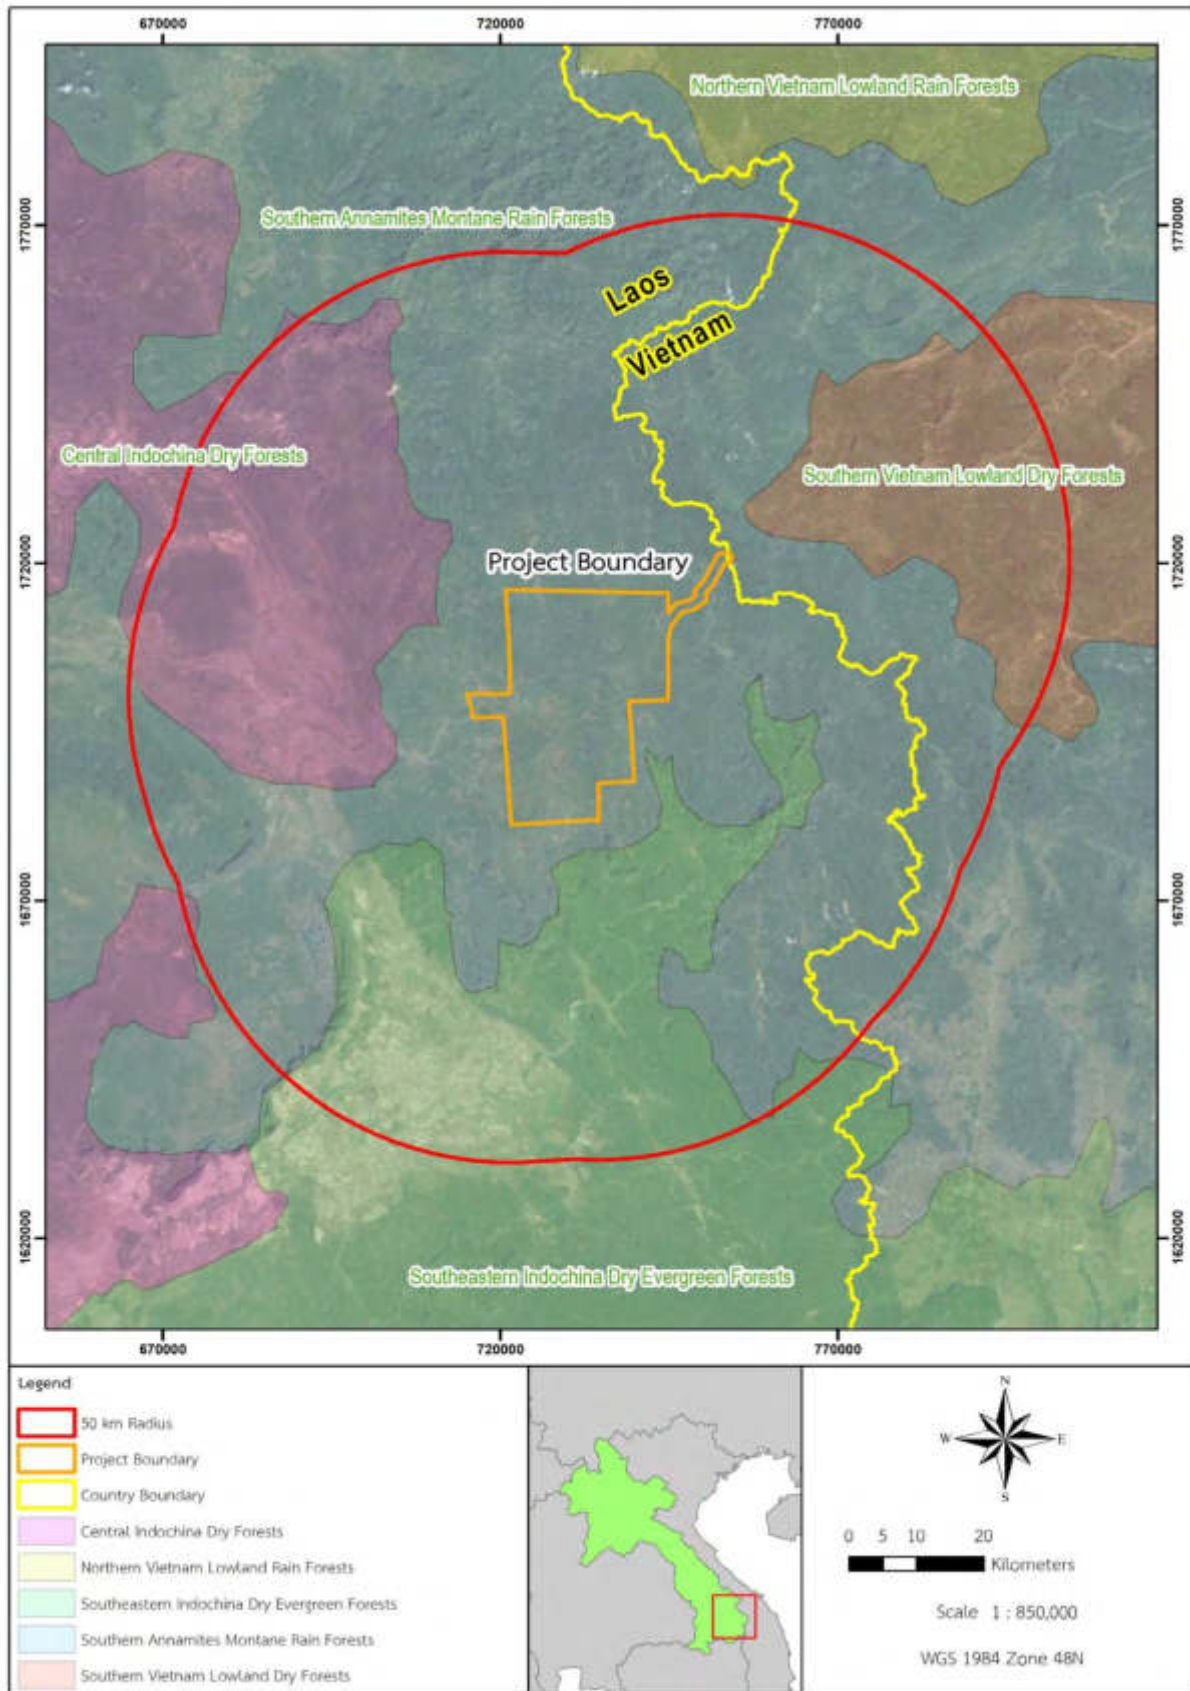 670000 720000 770000
Northern Vietnam Lowland Rain Forests
Southern Annamites Montane Rain Forests
1770000 1770000
Laos
Vietnam
Central Indochina Dry Forests
Southern Vietnam Lowland Dry Forests
Project Boundary
1720000 1720000
1670000 1670000
1620000 1620000
Southeastern Indochina Dry Evergreen Forests
670000 720000 770000
Legend
50 km Radius
Project Boundary
Country Boundary
Central Indochina Dry Forests
Northern Vietnam Lowland Rain Forests
Southeastern Indochina Dry Evergreen Forests
Southern Annamites Montane Rain Forests
Southern Vietnam Lowland Dry Forests
N
W E
S
0 5 10 20
Kilometers
Scale 1 : 850,000
WGS 1984 Zone 48N